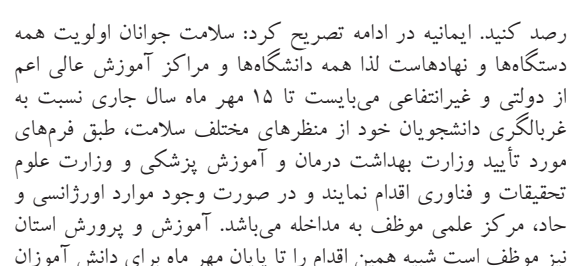 رصد کنید. ایمانیه در ادامه تصریح کرد: سلامت جوانان اولویت همه
دستگاه‌ها و نهادهاست لذا همه دانشگاه‌ها و مراکز آموزش عالی اعم
از دولتی و غیرانتفاعی می‌بایست تا ۱۵ مهر ماه سال جاری نسبت به
غربالگری دانشجویان خود از منظرهای مختلف سلامت، طبق فرم‌های
مورد تأیید وزارت بهداشت درمان و آموزش پزشکی و وزارت علوم
تحقیقات و فناوری اقدام نمایند و در صورت وجود موارد اورژانسی و
حاد، مرکز علمی موظف به مداخله می‌باشد. آموزش و پرورش استان
نیز موظف است شبیه همین اقدام را تا پایان مهر ماه برای دانش آموزان